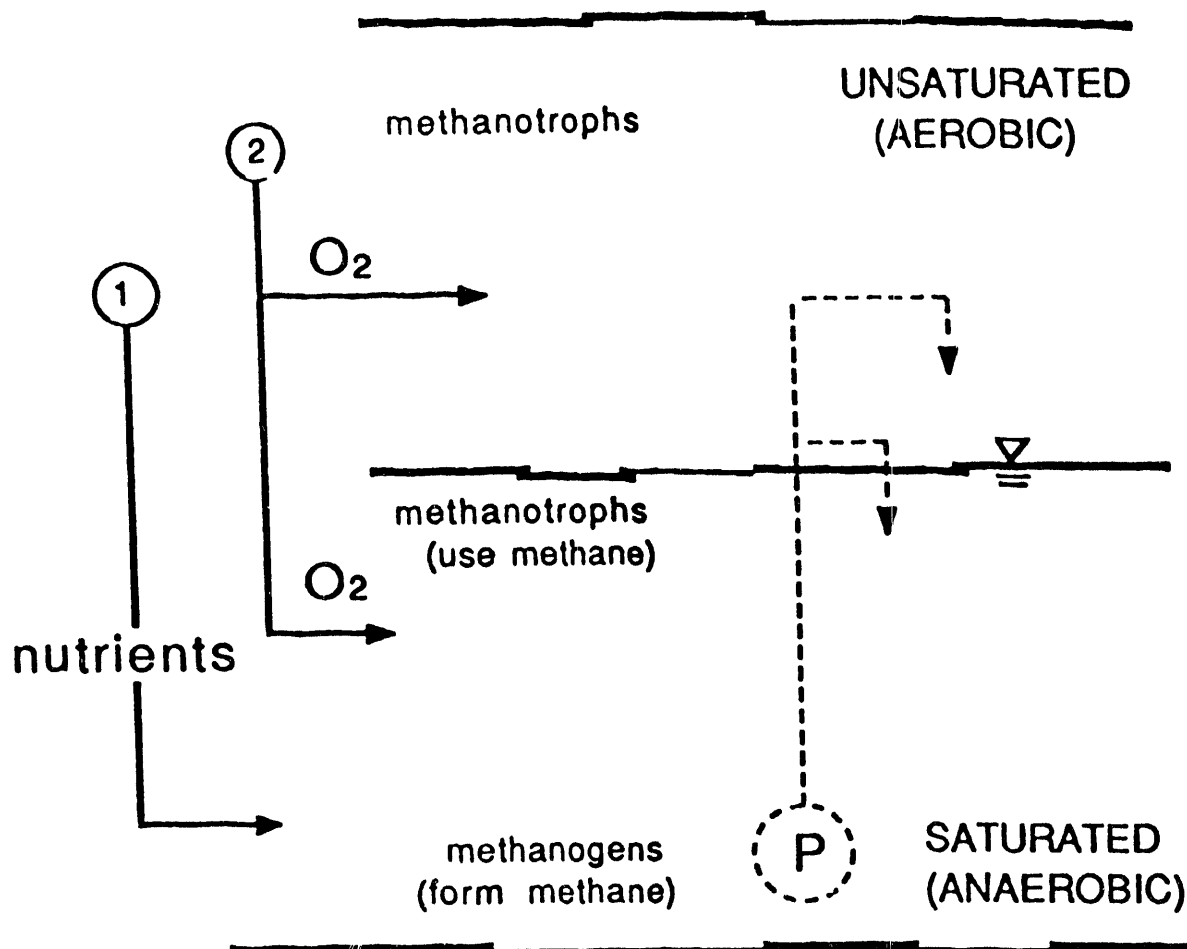 UNSATURATED
(AEROBIC)
methanotrophs
2
O2
1
methanotrophs
(use methane)
O2
nutrients
methanogens
(form methane)
P
SATURATED
(ANAEROBIC)